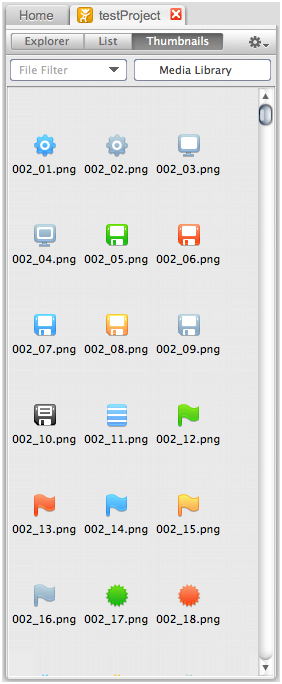 Home testProject
Explorer List Thumbnails
File Filter Media Library
002_01.png 002_02.png 002_03.png
002_04.png 002_05.png 002_06.png
002_07.png 002_08.png 002_09.png
002_10.png 002_11.png 002_12.png
002_13.png 002_14.png 002_15.png
002_16.png 002_17.png 002_18.png